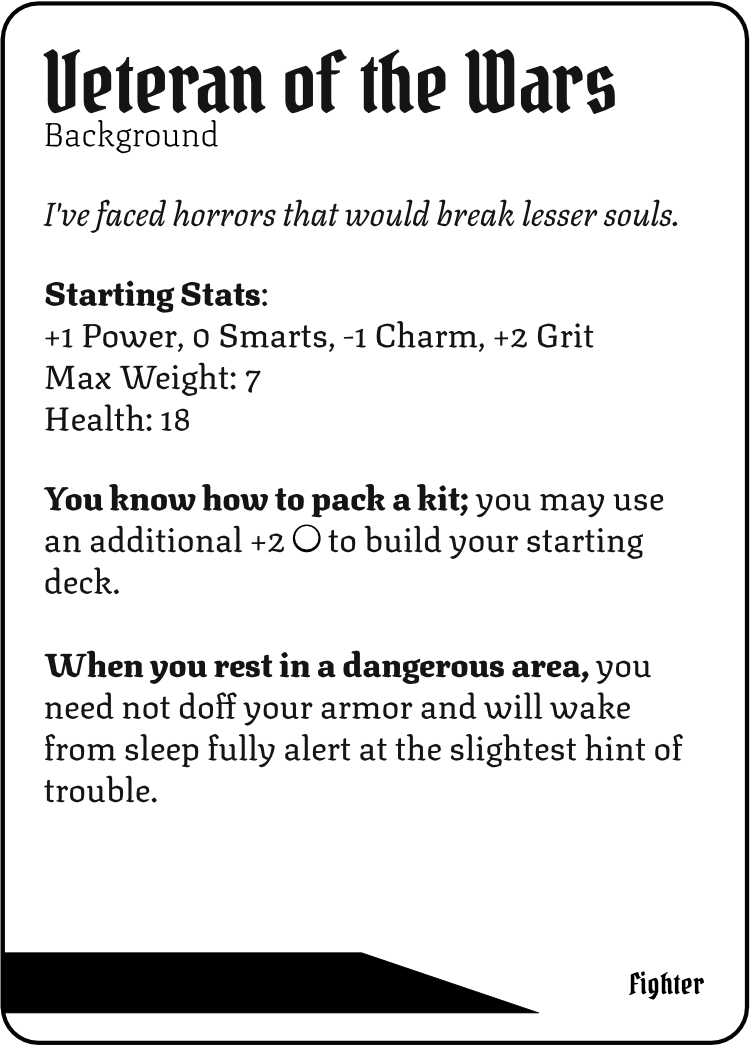 Veteran of the Wars
Background
I've faced horrors that would break lesser souls.
Starting Stats:
+1 Power, 0 Smarts, -1 Charm, +2 Grit
Max Weight: 7
Health: 18
You know how to pack a kit; you may use
an additional +2 ○ to build your starting
deck.
When you rest in a dangerous area, you
need not doff your armor and will wake
from sleep fully alert at the slightest hint of
trouble.
Fighter